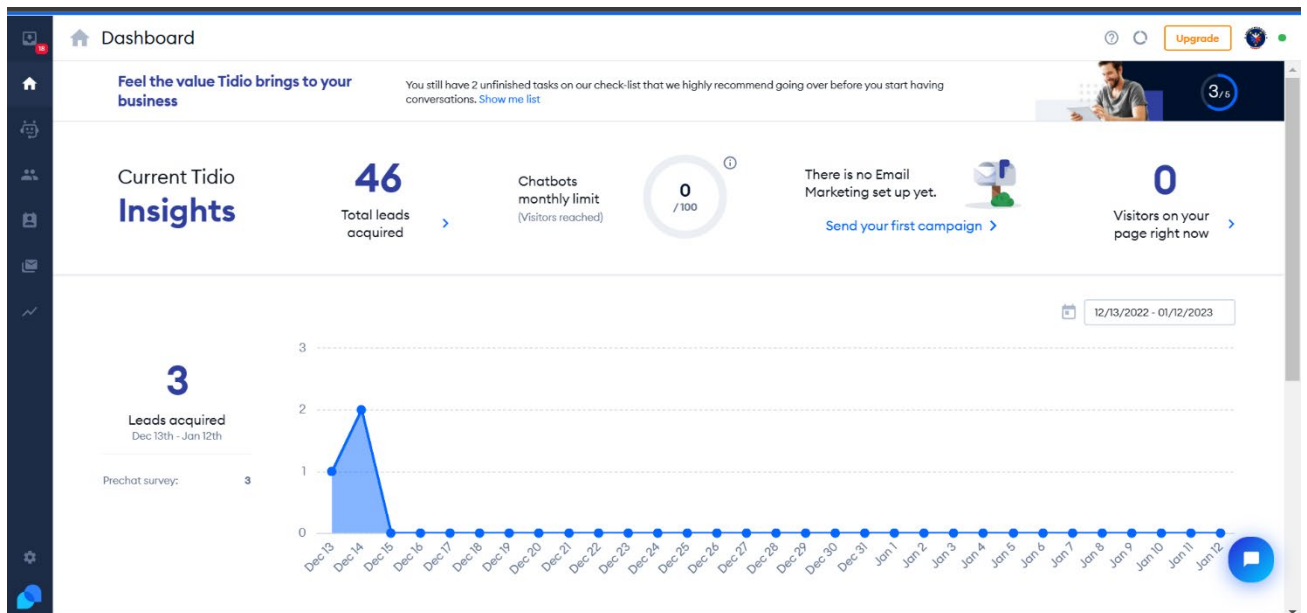 18
Dashboard
Upgrade
Feel the value Tidio brings to your
business
You still have 2 unfinished tasks on our check-list that we highly recommend going over before you start having
conversations. Show me list
3/5
Current Tidio
Insights
46
Total leads
acquired
Chatbots
monthly limit
(Visitors reached)
0
/100
There is no Email
Marketing set up yet.
Send your first campaign
0
Visitors on your
page right now
12/13/2022 - 01/12/2023
3
Leads acquired
Dec 13th - Jan 12th
Prechat survey: 3
3
2
1
0
Dec 13 Dec 14 Dec 15 Dec 16 Dec 17 Dec 18 Dec 19 Dec 20 Dec 21 Dec 22 Dec 23 Dec 24 Dec 25 Dec 26 Dec 27 Dec 28 Dec 29 Dec 30 Dec 31 Jan 1 Jan 2 Jan 3 Jan 4 Jan 5 Jan 6 Jan 7 Jan 8 Jan 9 Jan 10 Jan 11 Jan 12